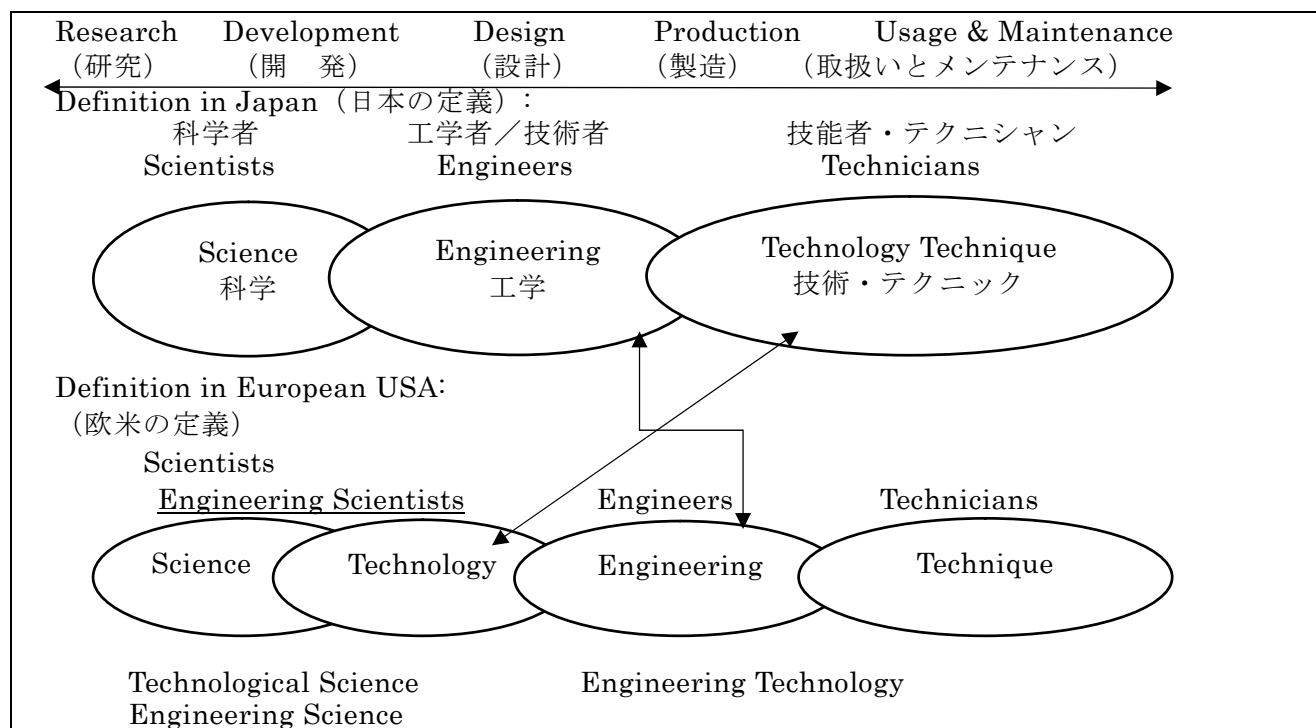 Research Development Design Production Usage & Maintenance
（研究） （開　発） （設計） （製造） （取扱いとメンテナンス）
Definition in Japan（日本の定義）:
科学者 工学者／技術者 技能者・テクニシャン
Scientists Engineers Technicians
Science Engineering Technology Technique
科学 工学 技術・テクニック
Definition in European USA:
（欧米の定義）
Scientists
Engineering Scientists Engineers Technicians
Science Technology Engineering Technique
Technological Science Engineering Technology
Engineering Science